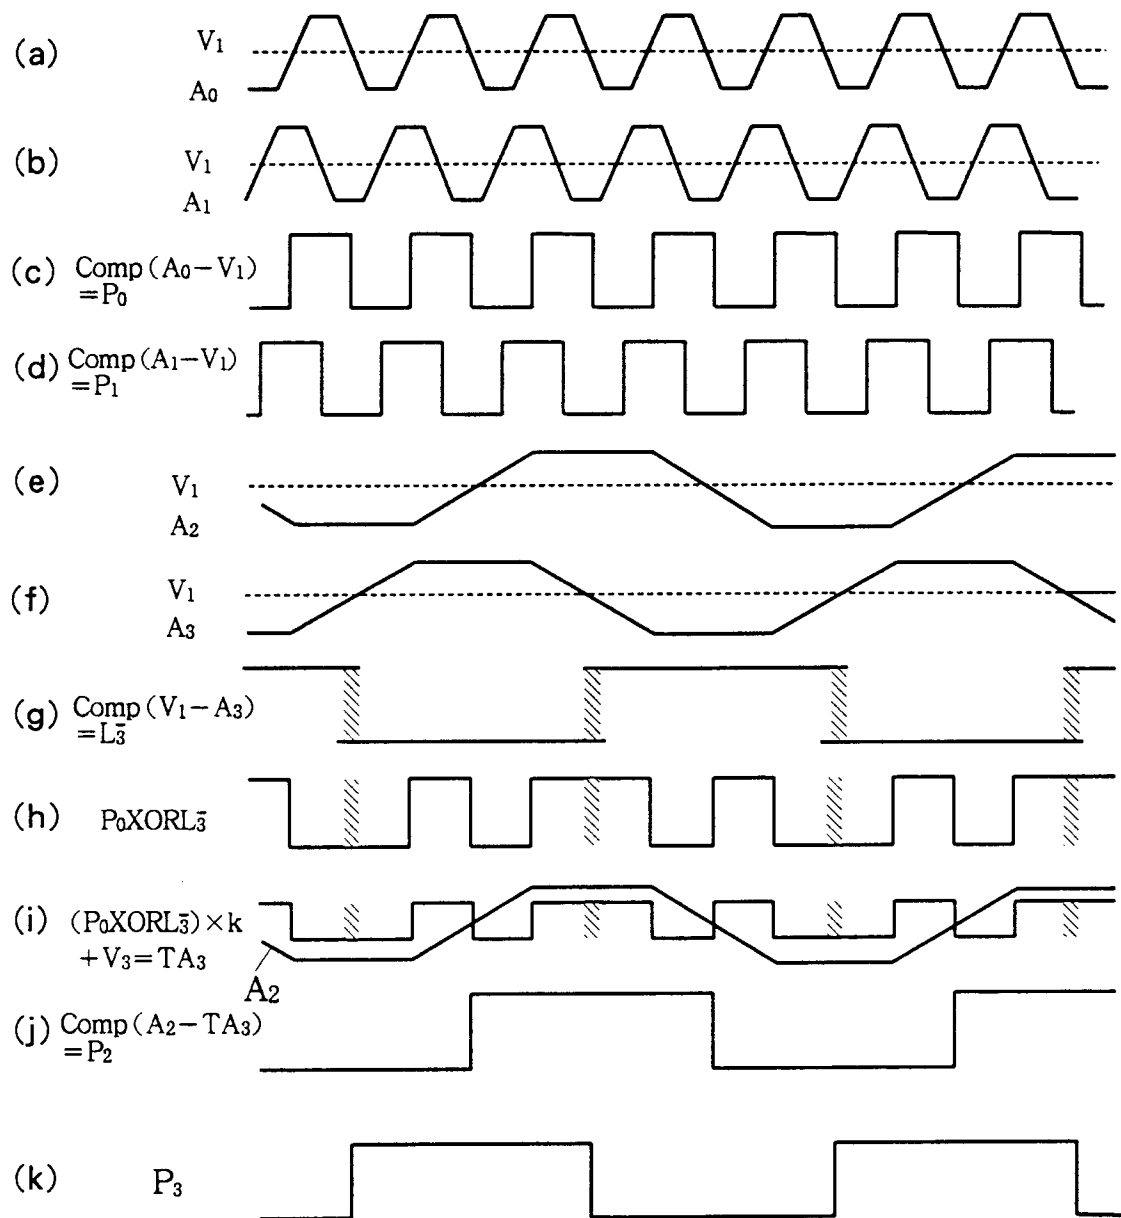 (a) V₁
A₀
(b) V₁
A₁
(c) Comp(A₀−V₁)
=P₀
(d) Comp(A₁−V₁)
=P₁
(e) V₁
A₂
(f) V₁
A₃
(g) Comp(V₁−A₃)
=L3̄
(h) P₀XORL3̄
(i) (P₀XORL3̄)×k
+V₃=TA₃
A₂
(j) Comp(A₂−TA₃)
=P₂
(k) P₃